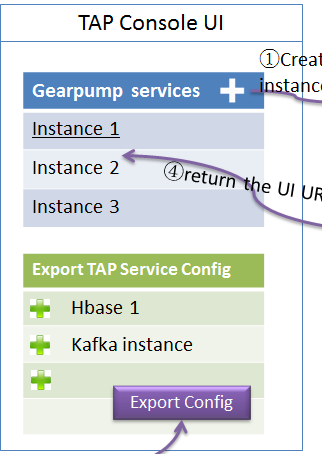 TAP Console UI
①Creat
instance
Gearpump services
Instance 1
Instance 2
④return the UI UR
Instance 3
Export TAP Service Config
Hbase 1
Kafka instance
Export Config